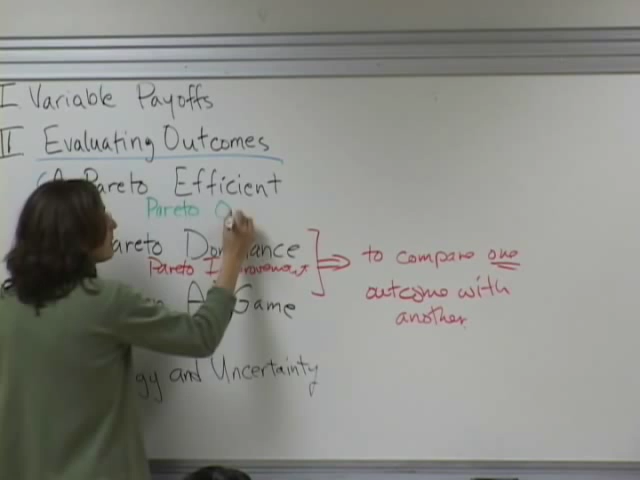 I Variable Payoffs
II Evaluating Outcomes
Pareto Efficient
Pareto O
Pareto Dominance
Pareto Improvement
to compare one
outcome with
another
A Game
and Uncertainty